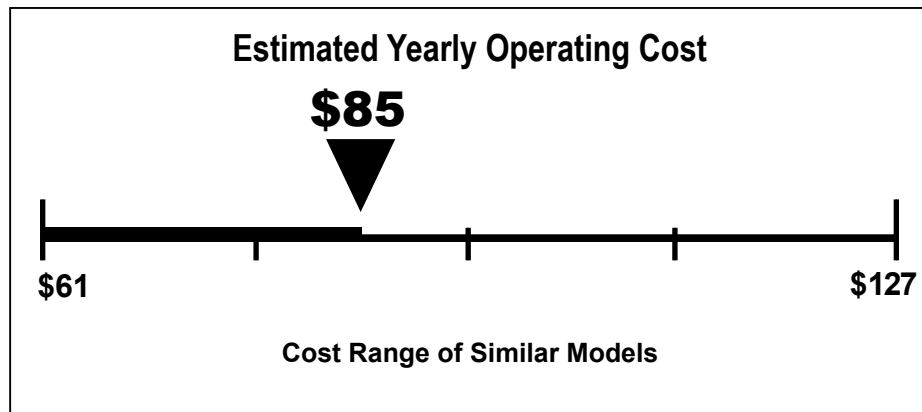 Estimated Yearly Operating Cost
$85
$61
$127
Cost Range of Similar Models